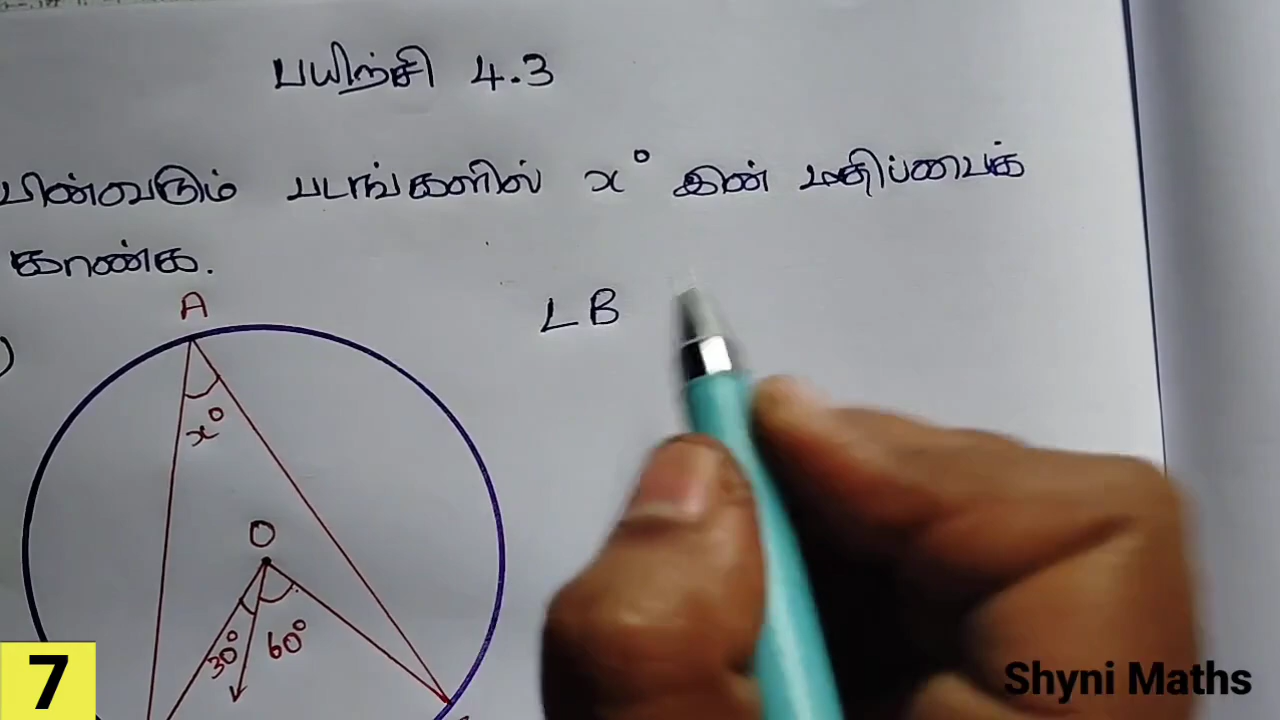 பயிற்சி 4.3
பின்வரும் படங்களில் x° இன் மதிப்பைக்
காண்க.
)
A
∠B
x°
O
30° 60°
7
Shyni Maths